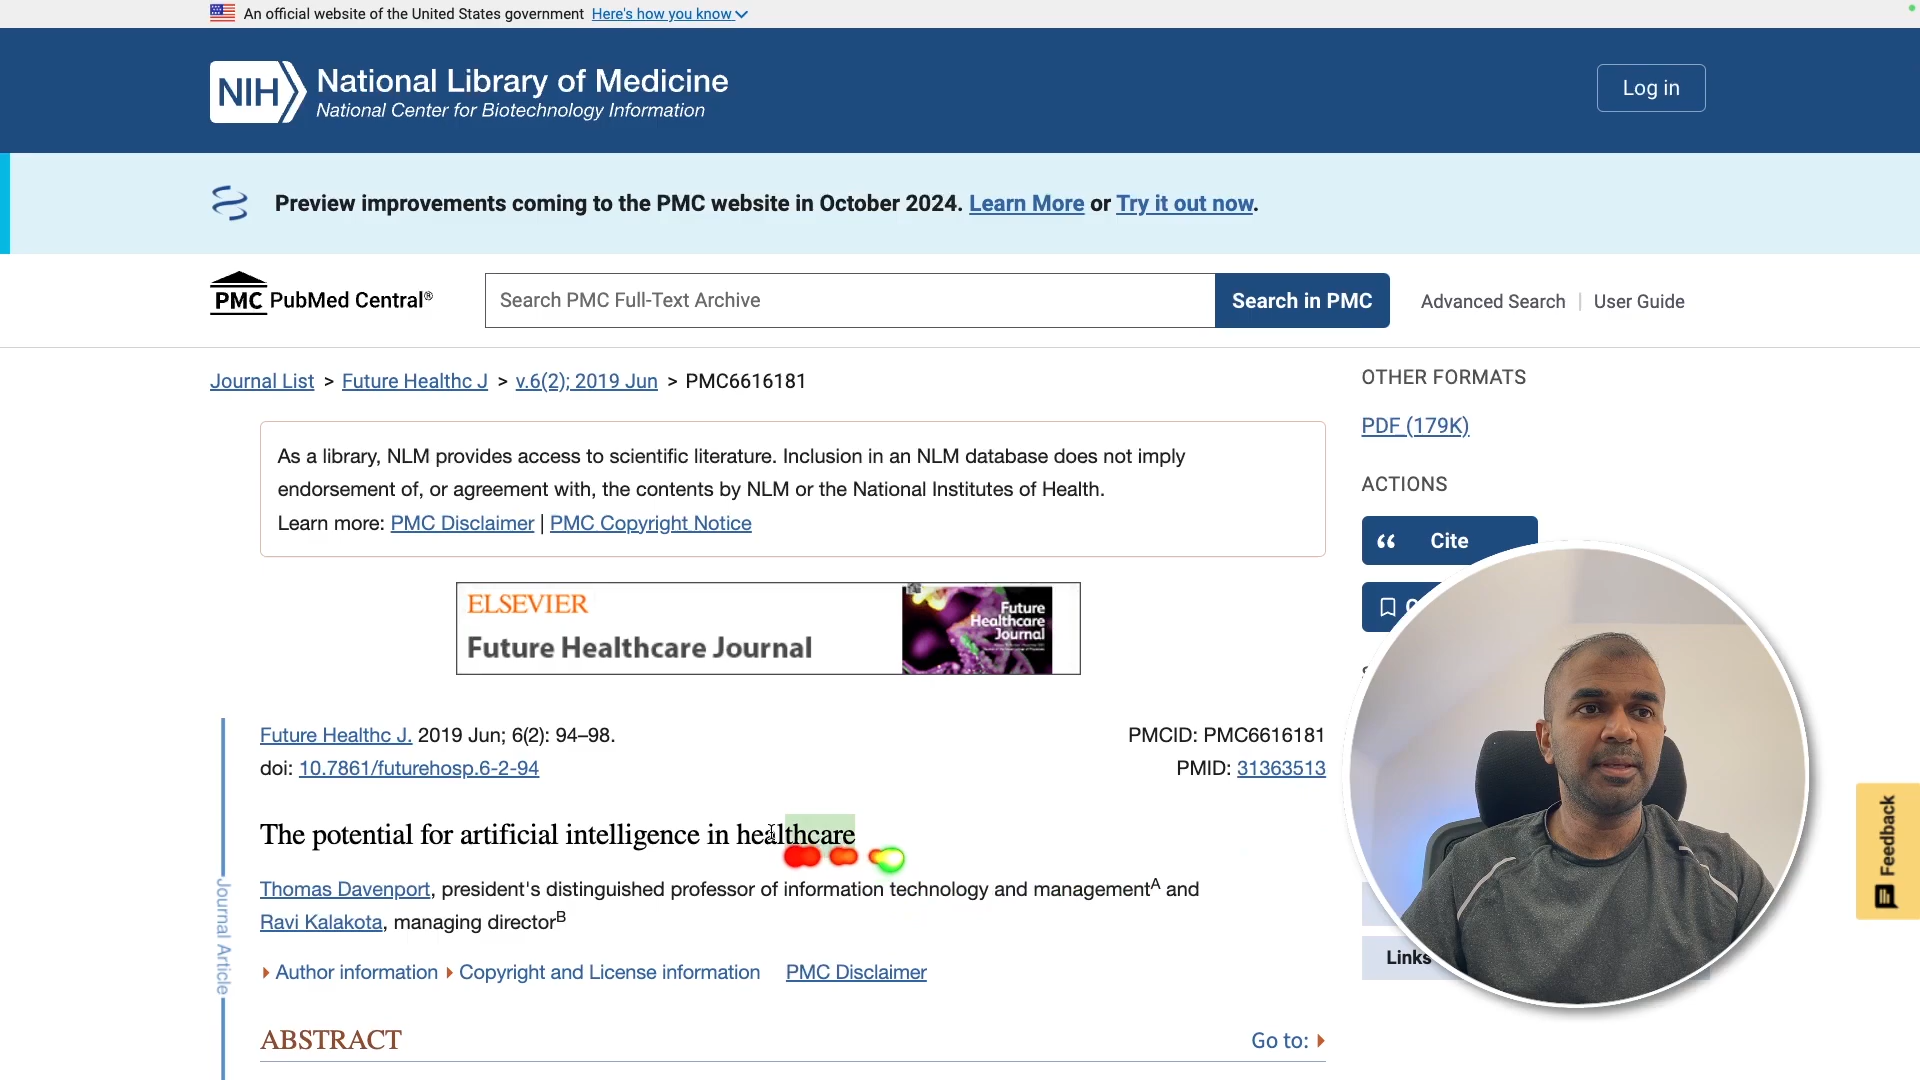 An official website of the United States government Here's how you know
NIH National Library of Medicine
National Center for Biotechnology Information
Log in
Preview improvements coming to the PMC website in October 2024. Learn More or Try it out now.
PMC PubMed Central®
Search PMC Full-Text Archive
Search in PMC
Advanced Search | User Guide
Journal List > Future Healthc J > v.6(2); 2019 Jun > PMC6616181
As a library, NLM provides access to scientific literature. Inclusion in an NLM database does not imply
endorsement of, or agreement with, the contents by NLM or the National Institutes of Health.
Learn more: PMC Disclaimer | PMC Copyright Notice
ELSEVIER
Future Healthcare Journal
Future
Healthcare
Journal
Future Healthc J. 2019 Jun; 6(2): 94–98.
doi: 10.7861/futurehosp.6-2-94
PMCID: PMC6616181
PMID: 31363513
The potential for artificial intelligence in healthcare
Thomas Davenport, president's distinguished professor of information technology and managementA and
Ravi Kalakota, managing directorB
Author information Copyright and License information PMC Disclaimer
Journal Article
ABSTRACT
Go to:
OTHER FORMATS
PDF (179K)
ACTIONS
Cite
Links
Feedback